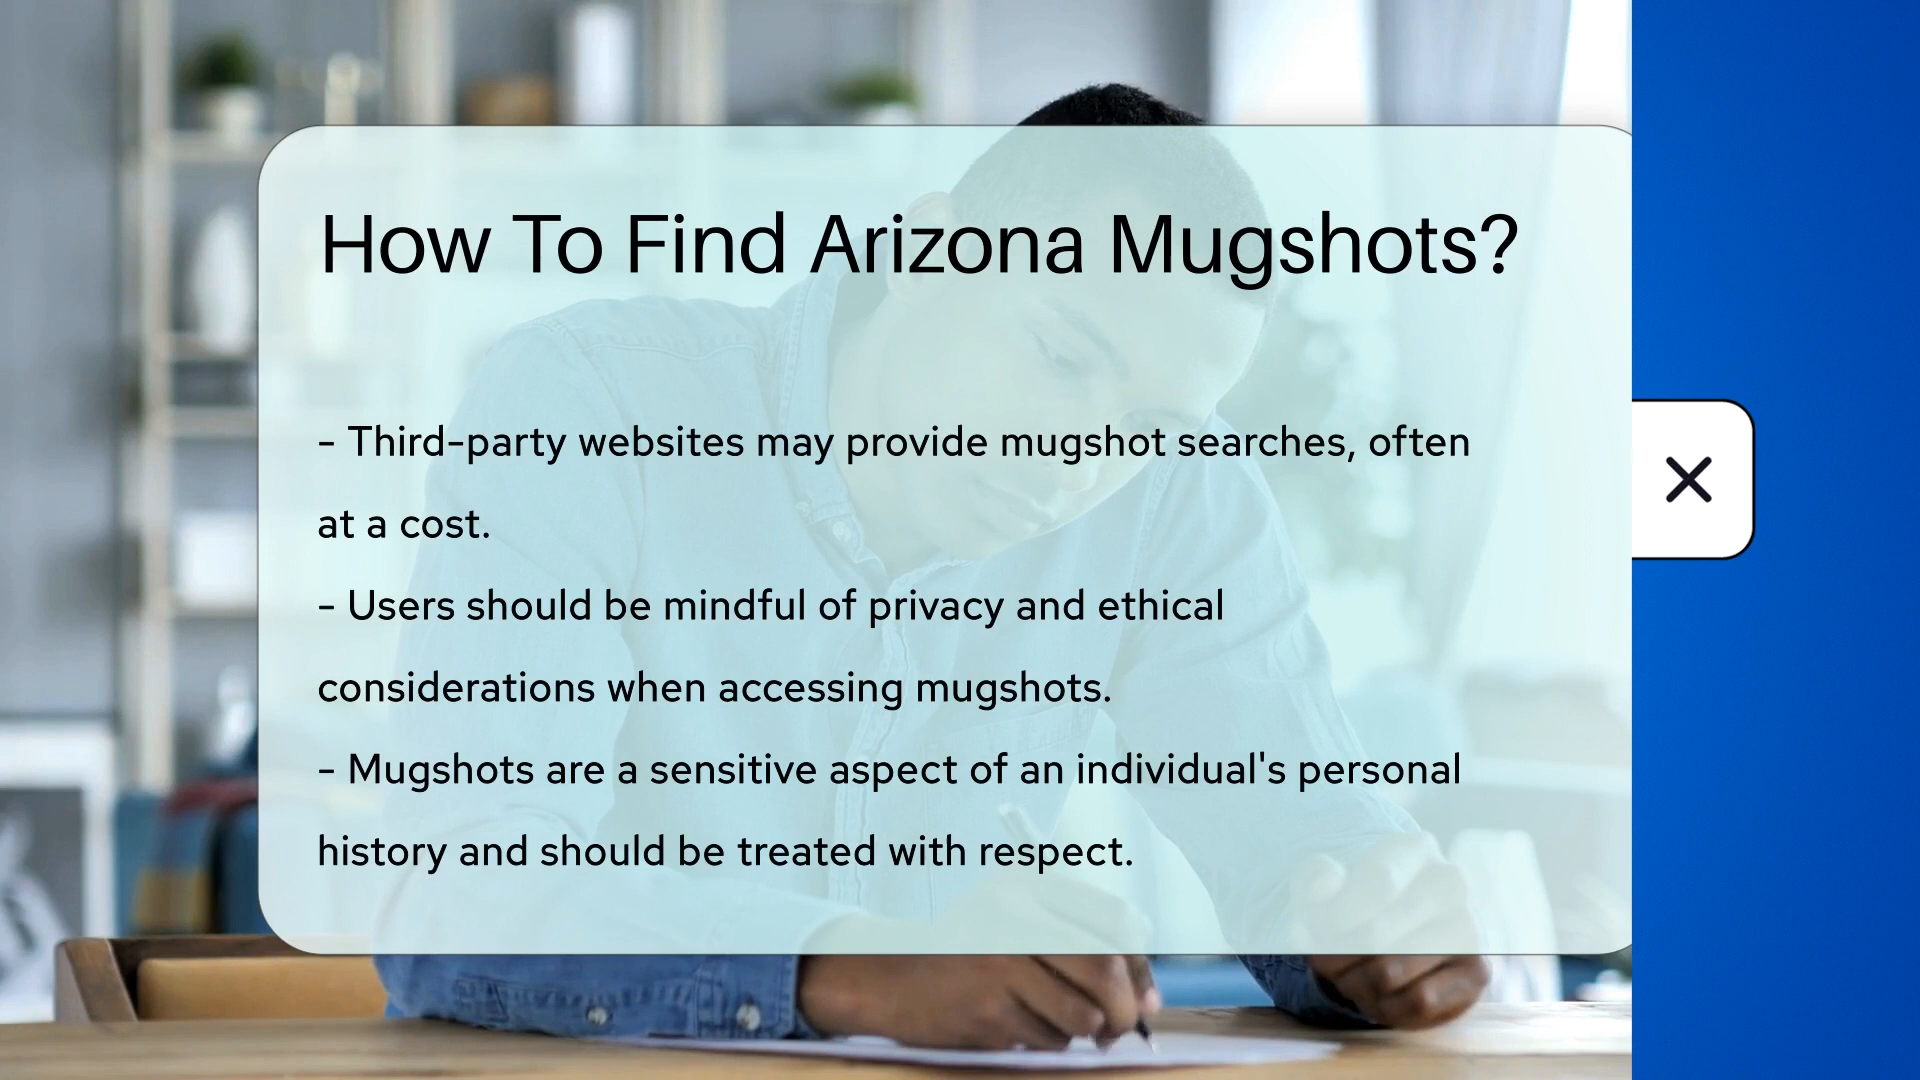 How To Find Arizona Mugshots?
- Third-party websites may provide mugshot searches, often
at a cost.
- Users should be mindful of privacy and ethical
considerations when accessing mugshots.
- Mugshots are a sensitive aspect of an individual's personal
history and should be treated with respect.